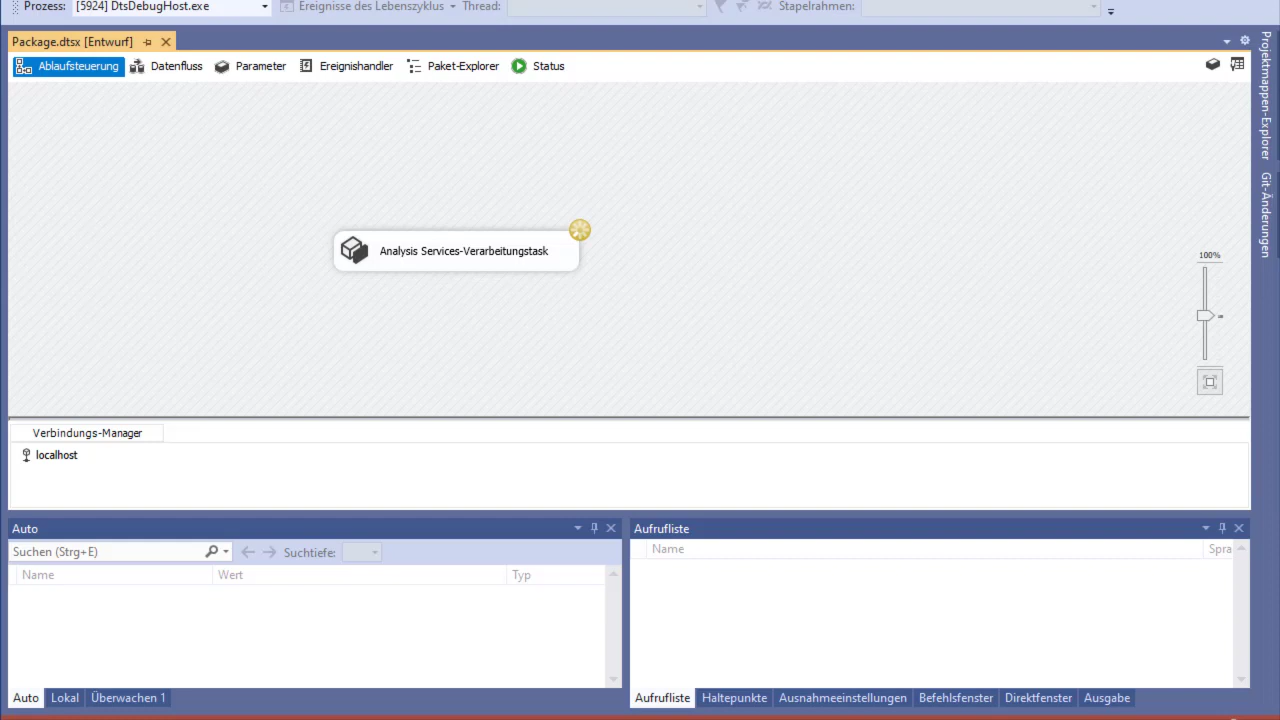 Prozess: [5924] DtsDebugHost.exe Ereignisse des Lebenszyklus Thread: Stapelrahmen:
Package.dtsx [Entwurf]
Ablaufsteuerung Datenfluss Parameter Ereignishandler Paket-Explorer Status
Projektmappen-Explorer
Git-Änderungen
Analysis Services-Verarbeitungstask
100%
Verbindungs-Manager
localhost
Auto
Suchen (Strg+E) Suchtiefe:
Name Wert Typ
Auto Lokal Überwachen 1
Aufrufliste
Name Spra
Aufrufliste Haltepunkte Ausnahmeeinstellungen Befehlsfenster Direktfenster Ausgabe